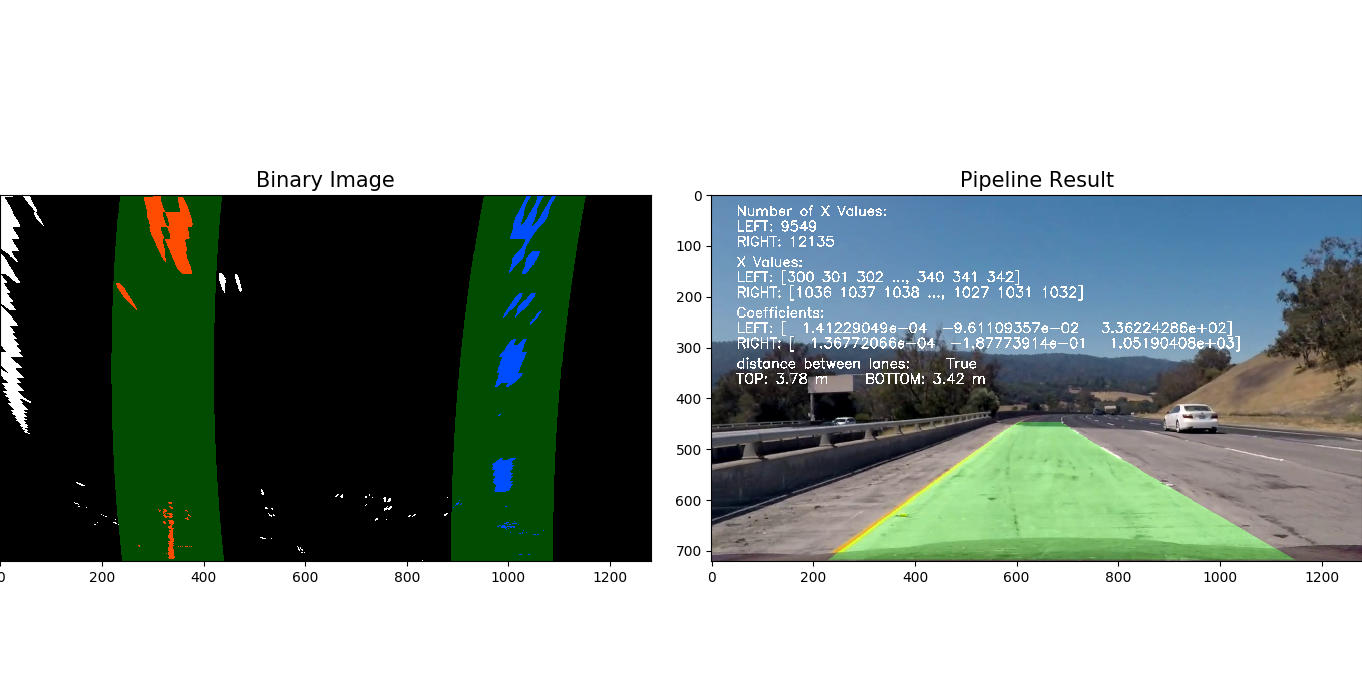 Binary Image
0 200 400 600 800 1000 1200
Pipeline Result
0
100
200
300
400
500
600
700
Number of X Values:
LEFT: 9549
RIGHT: 12135
X Values:
LEFT: [300 301 302 ..., 340 341 342]
RIGHT: [1036 1037 1038 ..., 1027 1031 1032]
Coefficients:
LEFT: [ 1.41229049e-04 -9.61109357e-02 3.36224286e+02]
RIGHT: [ 1.36772066e-04 -1.87773914e-01 1.05190408e+03]
distance between lanes: True
TOP: 3.78 m BOTTOM: 3.42 m
0 200 400 600 800 1000 1200